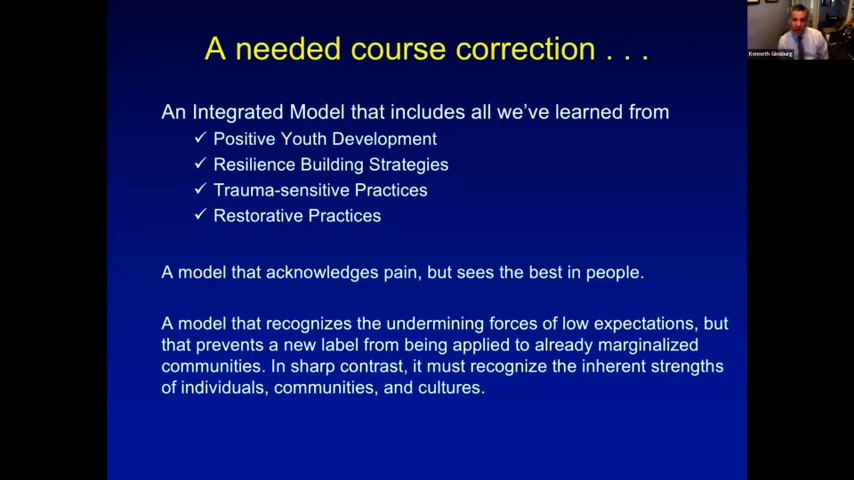 A needed course correction . . .
An Integrated Model that includes all we've learned from
✓ Positive Youth Development
✓ Resilience Building Strategies
✓ Trauma-sensitive Practices
✓ Restorative Practices
A model that acknowledges pain, but sees the best in people.
A model that recognizes the undermining forces of low expectations, but
that prevents a new label from being applied to already marginalized
communities. In sharp contrast, it must recognize the inherent strengths
of individuals, communities, and cultures.
Kenneth Ginsburg